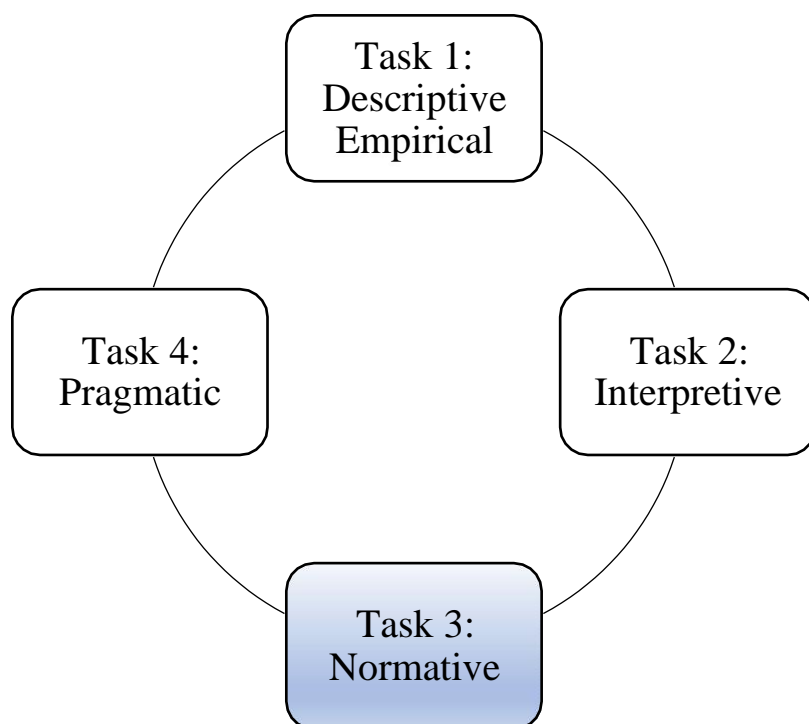 Task 1:
Descriptive
Empirical
Task 2:
Interpretive
Task 3:
Normative
Task 4:
Pragmatic